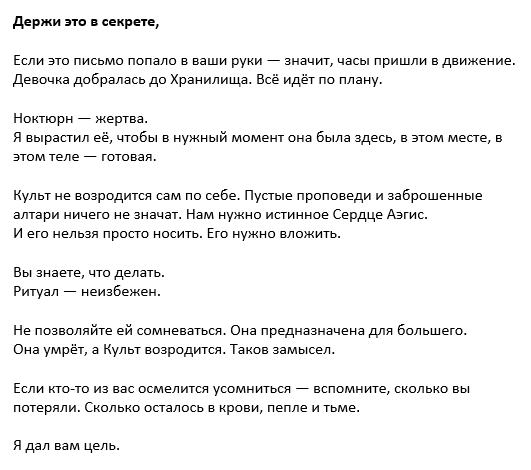 Держи это в секрете,
Если это письмо попало в ваши руки — значит, часы пришли в движение.
Девочка добралась до Хранилища. Всё идёт по плану.
Ноктюрн — жертва.
Я вырастил её, чтобы в нужный момент она была здесь, в этом месте, в
этом теле — готовая.
Культ не возродится сам по себе. Пустые проповеди и заброшенные
алтари ничего не значат. Нам нужно истинное Сердце Аэгис.
И его нельзя просто носить. Его нужно вложить.
Вы знаете, что делать.
Ритуал — неизбежен.
Не позволяйте ей сомневаться. Она предназначена для большего.
Она умрёт, а Культ возродится. Таков замысел.
Если кто-то из вас осмелится усомниться — вспомните, сколько вы
потеряли. Сколько осталось в крови, пепле и тьме.
Я дал вам цель.